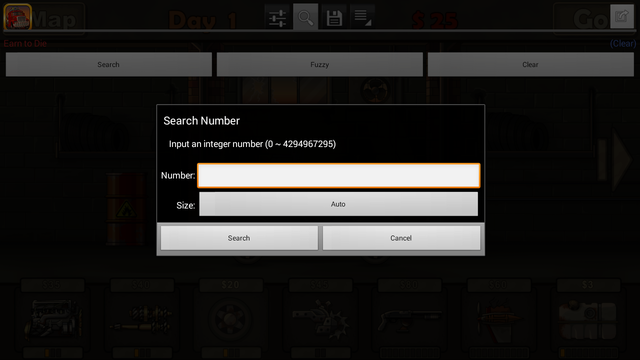 Map
Day 1
$25
Go
Earn to Die
(Clear)
Search
Fuzzy
Clear
Search Number
Input an integer number (0 ~ 4294967295)
Number:
Size:
Auto
Search
Cancel
$20